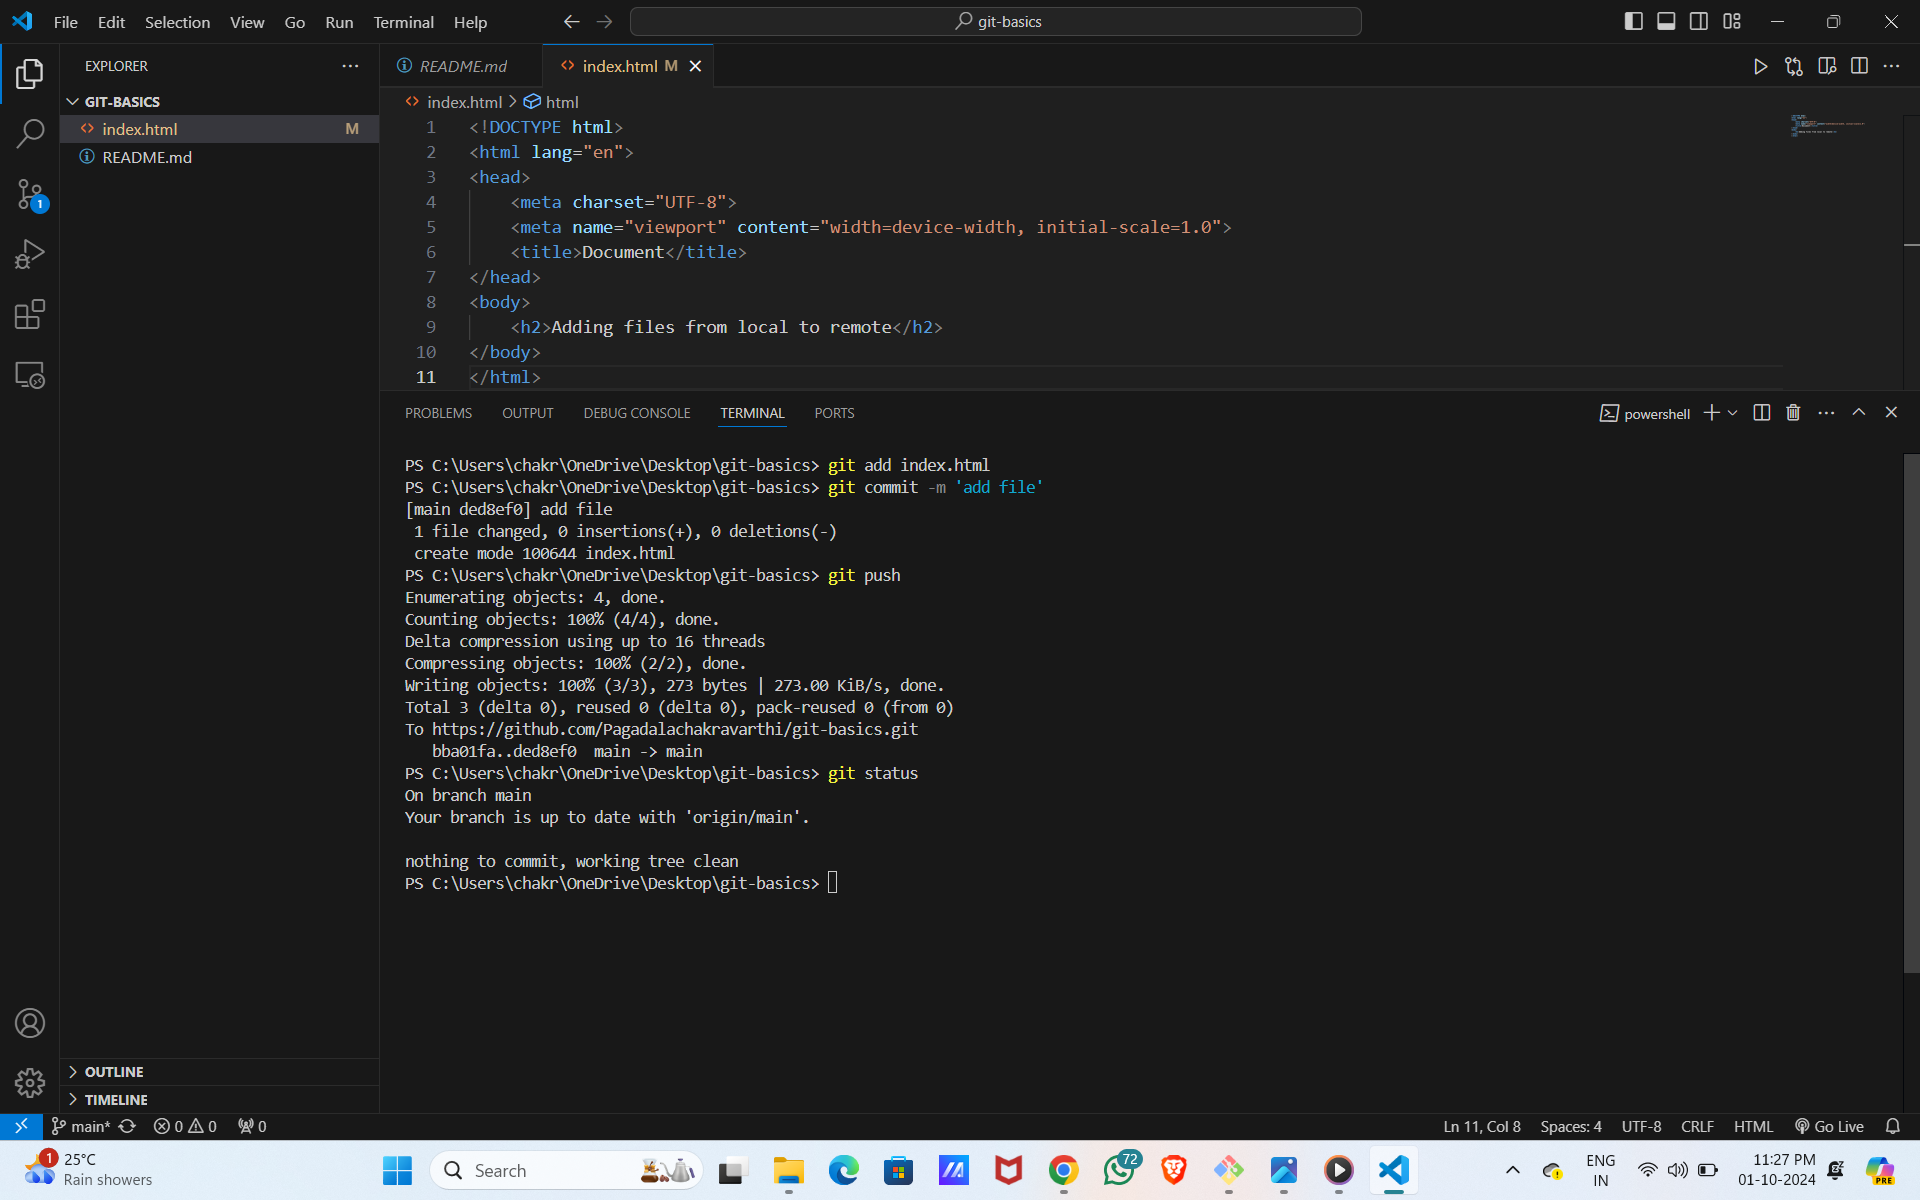 File Edit Selection View Go Run Terminal Help
git-basics
EXPLORER
GIT-BASICS
index.html M
README.md
1
README.md
index.html M
index.html > html
1 <!DOCTYPE html>
2 <html lang="en">
3 <head>
4 <meta charset="UTF-8">
5 <meta name="viewport" content="width=device-width, initial-scale=1.0">
6 <title>Document</title>
7 </head>
8 <body>
9 <h2>Adding files from local to remote</h2>
10 </body>
11 </html>
PROBLEMS OUTPUT DEBUG CONSOLE TERMINAL PORTS
powershell
PS C:\Users\chakr\OneDrive\Desktop\git-basics> git add index.html
PS C:\Users\chakr\OneDrive\Desktop\git-basics> git commit -m 'add file'
[main ded8ef0] add file
1 file changed, 0 insertions(+), 0 deletions(-)
create mode 100644 index.html
PS C:\Users\chakr\OneDrive\Desktop\git-basics> git push
Enumerating objects: 4, done.
Counting objects: 100% (4/4), done.
Delta compression using up to 16 threads
Compressing objects: 100% (2/2), done.
Writing objects: 100% (3/3), 273 bytes | 273.00 KiB/s, done.
Total 3 (delta 0), reused 0 (delta 0), pack-reused 0 (from 0)
To https://github.com/Pagadalachakravarthi/git-basics.git
bba01fa..ded8ef0 main -> main
PS C:\Users\chakr\OneDrive\Desktop\git-basics> git status
On branch main
Your branch is up to date with 'origin/main'.
nothing to commit, working tree clean
PS C:\Users\chakr\OneDrive\Desktop\git-basics>
OUTLINE
TIMELINE
main* 0 0 0
Ln 11, Col 8 Spaces: 4 UTF-8 CRLF HTML Go Live
1
25°C
Rain showers
Search
72
ENG
IN
11:27 PM
01-10-2024
PRE